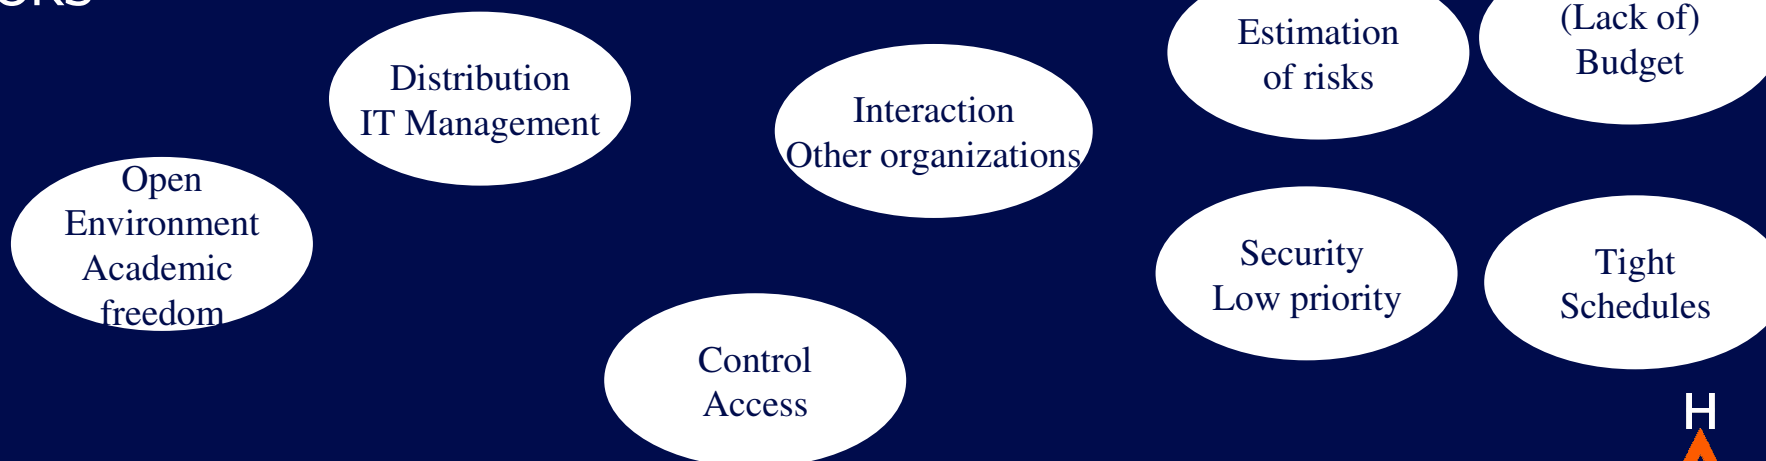 Estimation
of risks
(Lack of)
Budget
Distribution
IT Management
Interaction
Other organizations
Open
Environment
Academic
freedom
Security
Low priority
Tight
Schedules
Control
Access
H